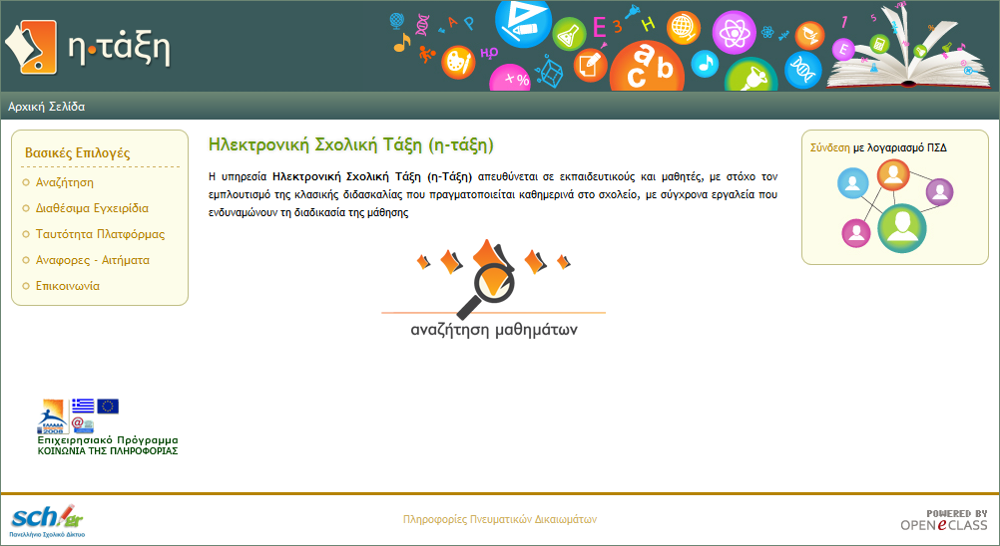 η·τάξη
Αρχική Σελίδα
Βασικές Επιλογές
Αναζήτηση
Διαθέσιμα Εγχειρίδια
Ταυτότητα Πλατφόρμας
Αναφορες - Αιτήματα
Επικοινωνία
Ηλεκτρονική Σχολική Τάξη (η-τάξη)
Η υπηρεσία Ηλεκτρονική Σχολική Τάξη (η-Τάξη) απευθύνεται σε εκπαιδευτικούς και μαθητές, με στόχο τον
εμπλουτισμό της κλασικής διδασκαλίας που πραγματοποιείται καθημερινά στο σχολείο, με σύγχρονα εργαλεία που
ενδυναμώνουν τη διαδικασία της μάθησης
αναζήτηση μαθημάτων
Σύνδεση με λογαριασμό ΠΣΔ
ΕΛΛΑΔΑ
2008
Επιχειρησιακό Πρόγραμμα
ΚΟΙΝΩΝΙΑ ΤΗΣ ΠΛΗΡΟΦΟΡΙΑΣ
sch.gr
Πανελλήνιο Σχολικό Δίκτυο
Πληροφορίες Πνευματικών Δικαιωμάτων
POWERED BY
OPEN eCLASS